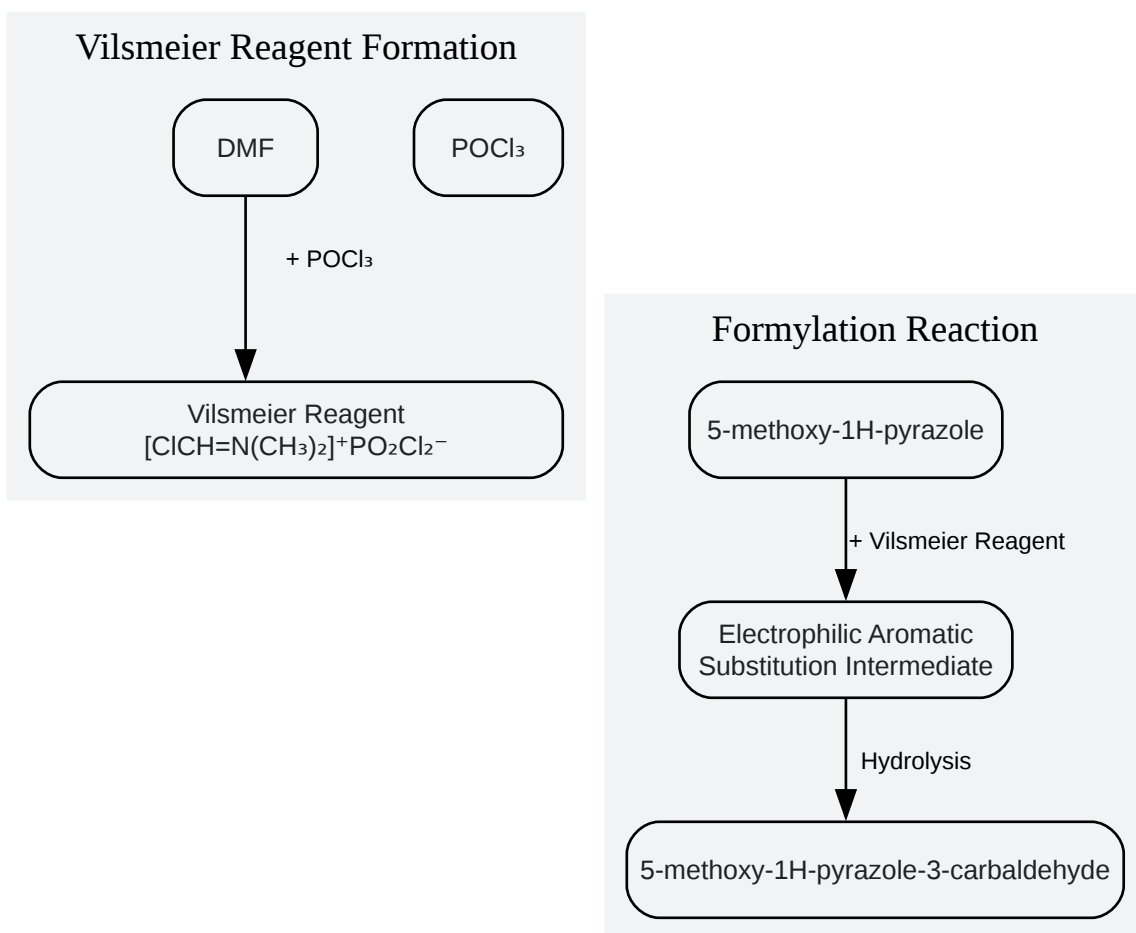 Vilsmeier Reagent Formation
DMF
POCl₃
+ POCl₃
Vilsmeier Reagent
[ClCH=N(CH₃)₂]⁺PO₂Cl₂⁻
Formylation Reaction
5-methoxy-1H-pyrazole
+ Vilsmeier Reagent
Electrophilic Aromatic
Substitution Intermediate
Hydrolysis
5-methoxy-1H-pyrazole-3-carbaldehyde